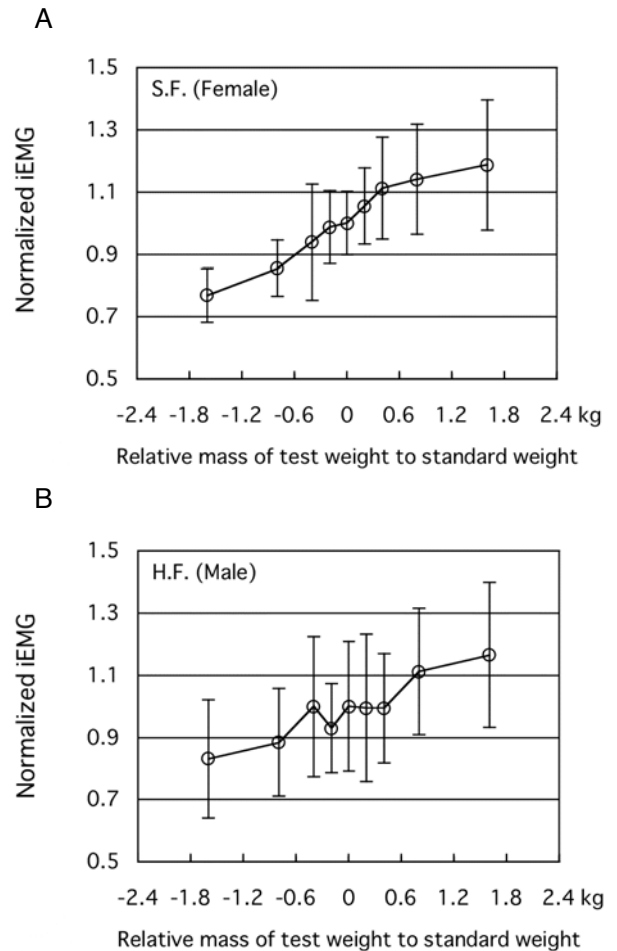 A
1.5
S.F. (Female)
1.3
1.1
0.9
0.7
0.5
Normalized iEMG
-2.4 -1.8 -1.2 -0.6 0 0.6 1.2 1.8 2.4 kg
Relative mass of test weight to standard weight
B
1.5
H.F. (Male)
1.3
1.1
0.9
0.7
0.5
Normalized iEMG
-2.4 -1.8 -1.2 -0.6 0 0.6 1.2 1.8 2.4 kg
Relative mass of test weight to standard weight